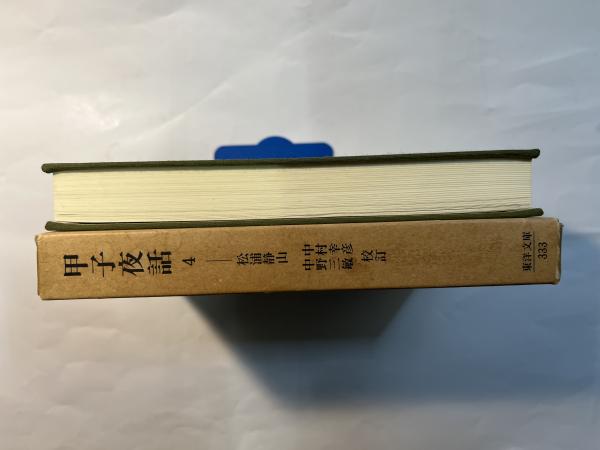 甲子夜話 4
松浦静山
中村幸彦
中野三敏
校訂
東洋文庫
333